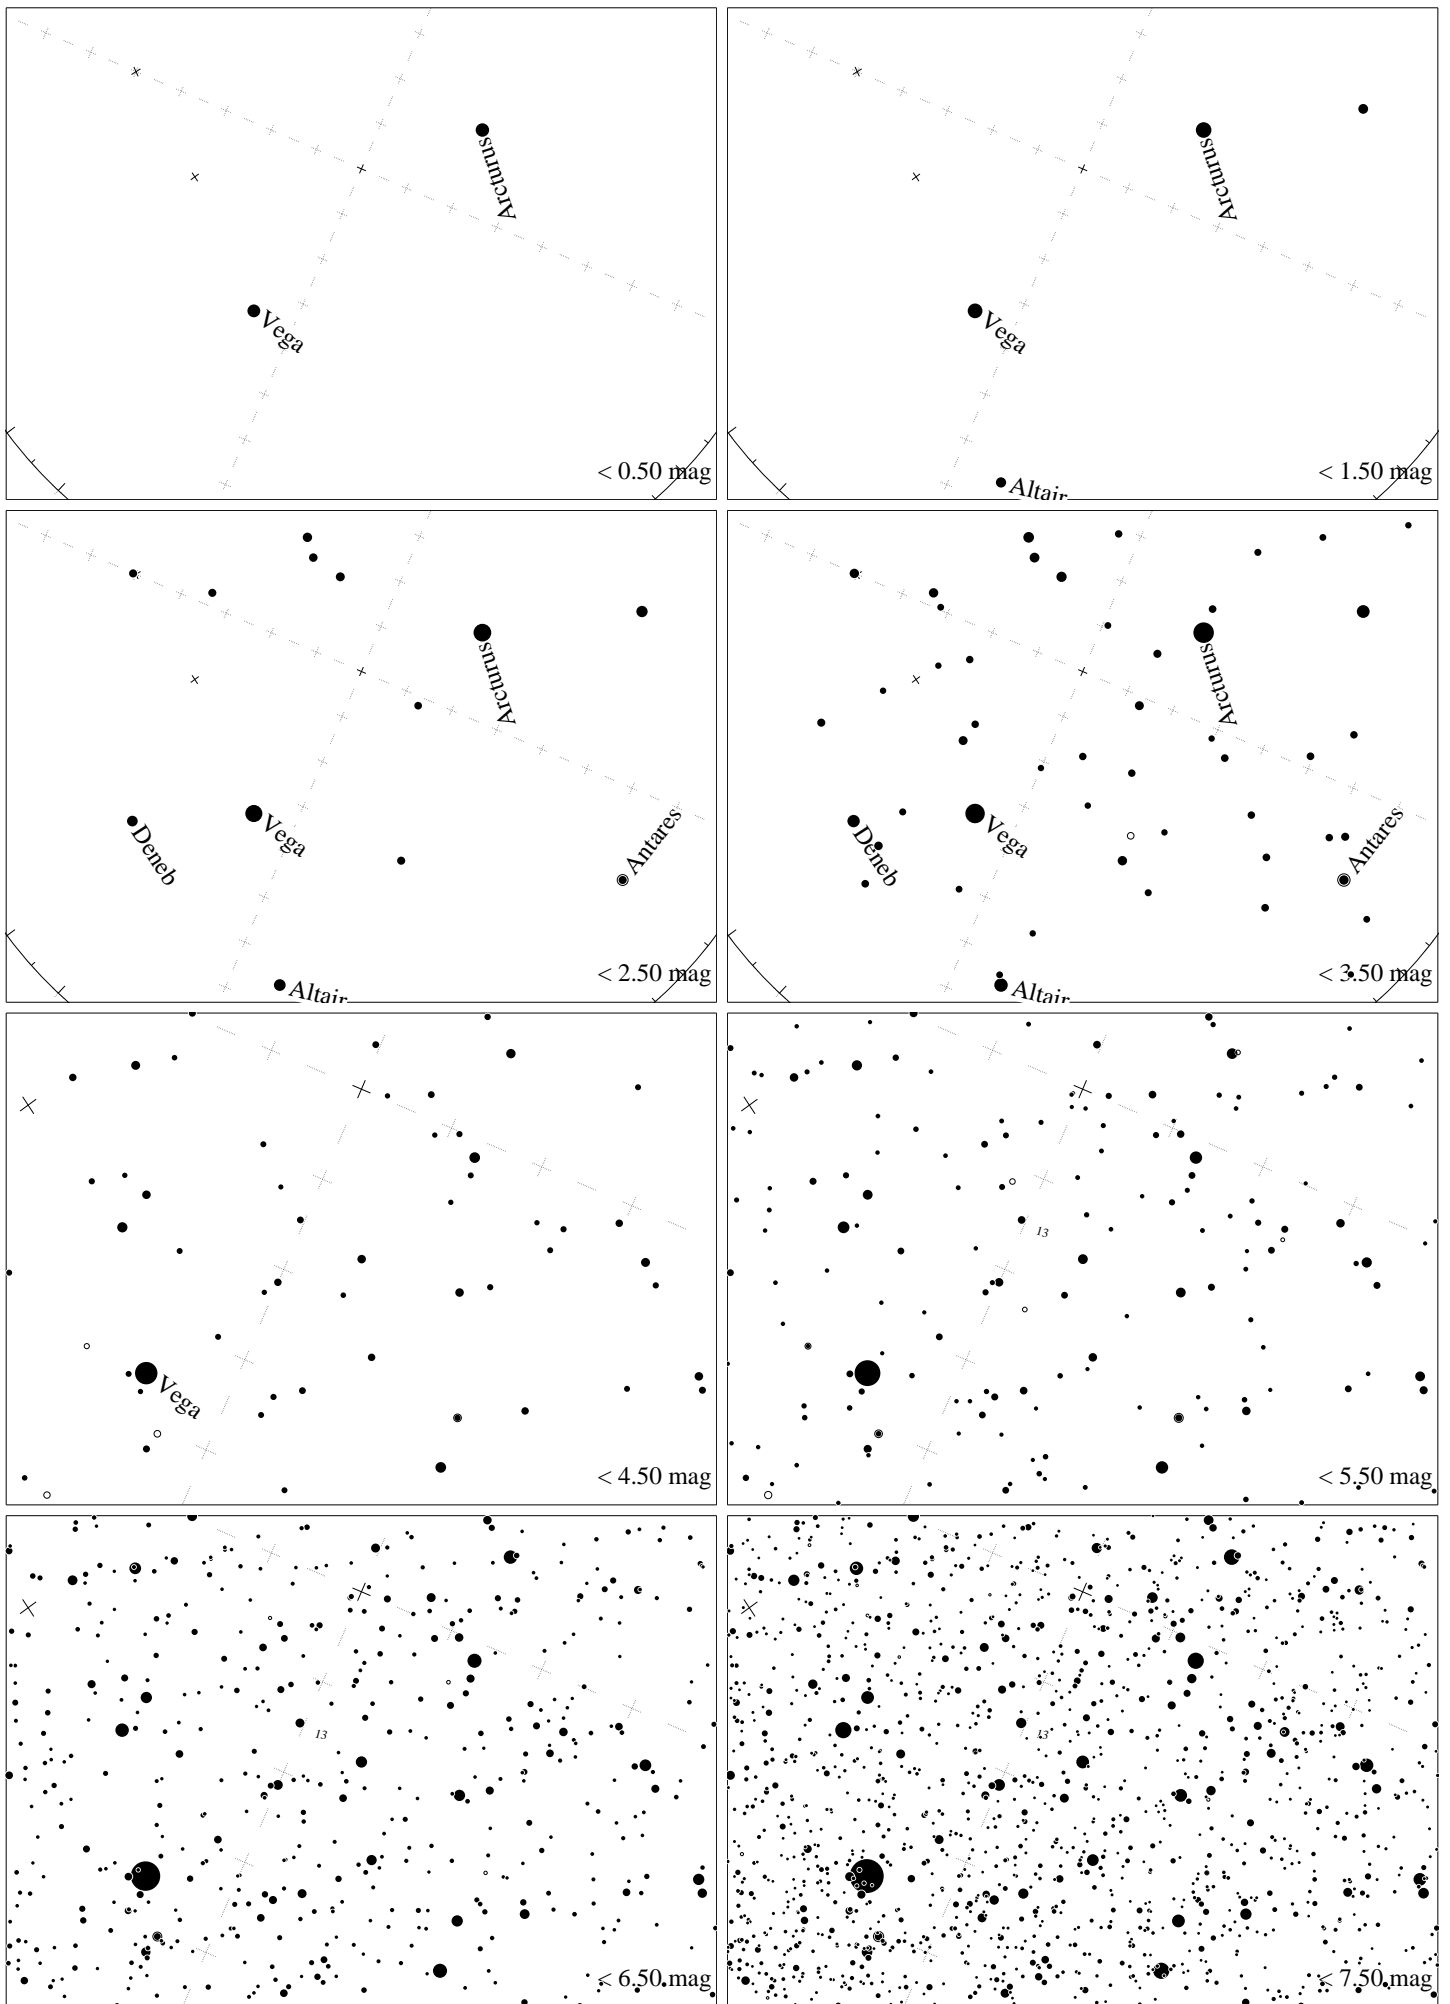 Arcturus
Vega
< 0.50 mag
Arcturus
Vega
Altair
< 1.50 mag
Arcturus
Vega
Deneb
Antares
Altair
< 2.50 mag
Arcturus
Vega
Deneb
Antares
Altair
< 3.50 mag
Vega
< 4.50 mag
13
< 5.50 mag
13
< 6.50 mag
13
< 7.50 mag